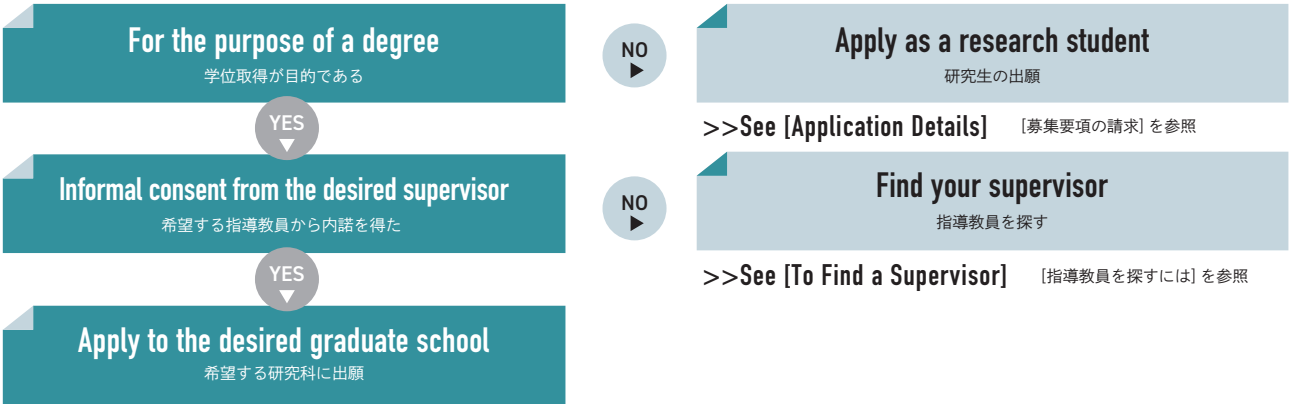 For the purpose of a degree
学位取得が目的である
NO
Apply as a research student
研究生の出願
>>See [Application Details] [募集要項の請求] を参照
YES
Informal consent from the desired supervisor
希望する指導教員から内諾を得た
NO
Find your supervisor
指導教員を探す
>>See [To Find a Supervisor] [指導教員を探すには] を参照
YES
Apply to the desired graduate school
希望する研究科に出願